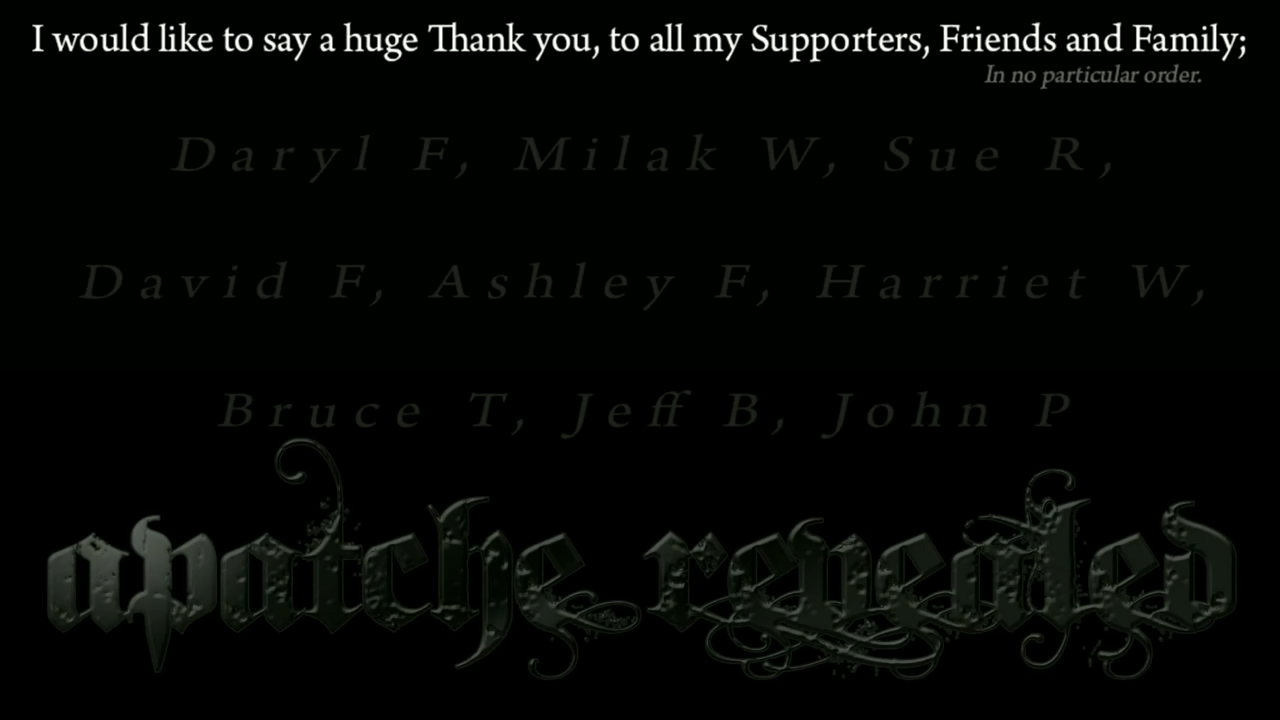 I would like to say a huge Thank you, to all my Supporters, Friends and Family;
In no particular order.
Daryl F, Milak W, Sue R,
David F, Ashley F, Harriet W,
Bruce T, Jeff B, John P
apatche revealed